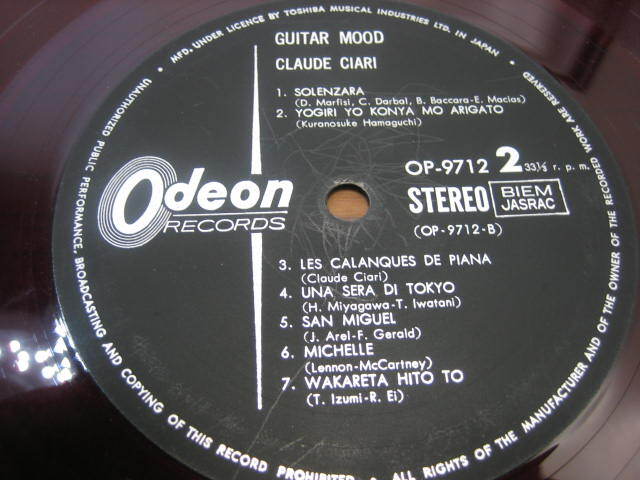 MFD. UNDER LICENCE BY TOSHIBA MUSICAL INDUSTRIES LTD. IN JAPAN •
GUITAR MOOD
CLAUDE CIARI
1. SOLENZARA
(D. Marfisi, C. Darbal, B. Baccara-E. Macias)
2. YOGIRI YO KONYA MO ARIGATO
(Kuranosuke Hamaguchi)
Odeon
RECORDS
OP-9712 2 33⅓ r. p. m.
STEREO BIEM
JASRAC
(OP-9712-B)
3. LES CALANQUES DE PIANA
(Claude Ciari)
4. UNA SERA DI TOKYO
(H. Miyagawa-T. Iwatani)
5. SAN MIGUEL
(J. Arel-F. Gerald)
6. MICHELLE
(Lennon-McCartney)
7. WAKARETA HITO TO
(T. Izumi-R. Ei)
ALL RIGHTS OF THE MANUFACTURER AND OF THE OWNER OF THE RECORDED WORK ARE RESERVED
UNAUTHORIZED PUBLIC PERFORMANCE, BROADCASTING AND COPYING OF THIS RECORD PROHIBITED •